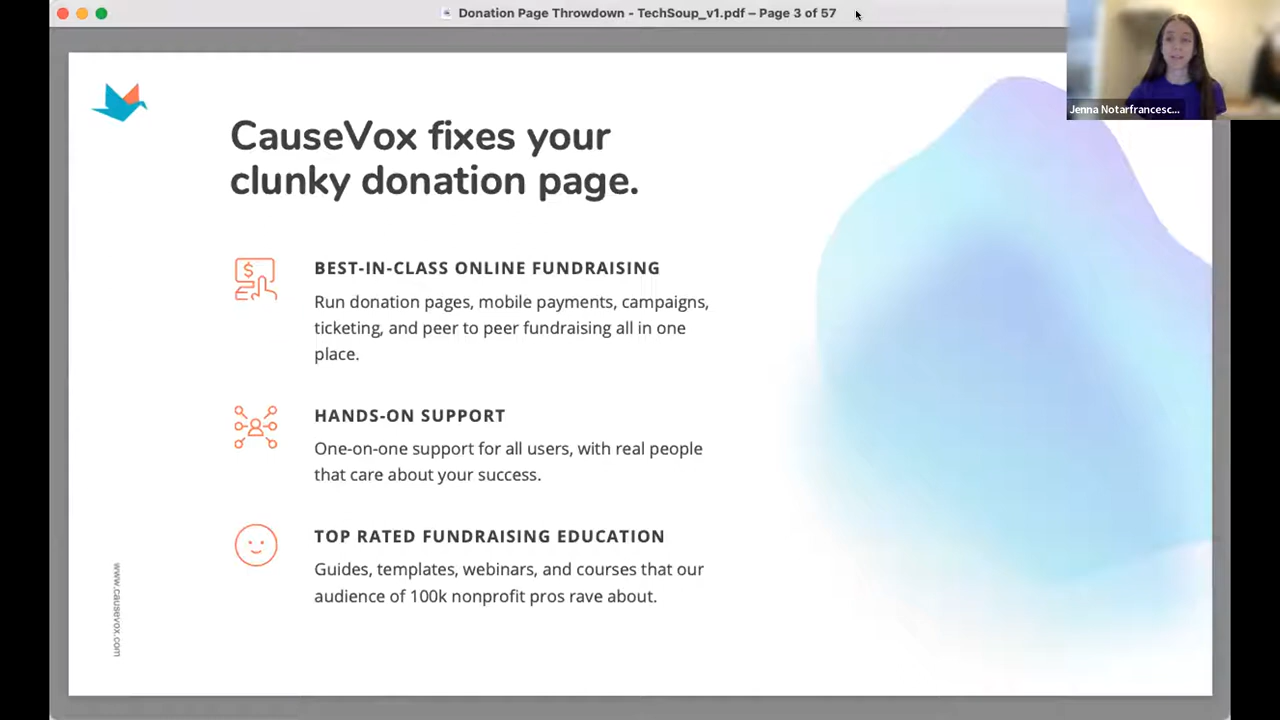 Donation Page Throwdown - TechSoup_v1.pdf – Page 3 of 57
Jenna Notarfrancesc...
CauseVox fixes your
clunky donation page.
$
BEST-IN-CLASS ONLINE FUNDRAISING
Run donation pages, mobile payments, campaigns,
ticketing, and peer to peer fundraising all in one
place.
HANDS-ON SUPPORT
One-on-one support for all users, with real people
that care about your success.
TOP RATED FUNDRAISING EDUCATION
Guides, templates, webinars, and courses that our
audience of 100k nonprofit pros rave about.
www.causevox.com